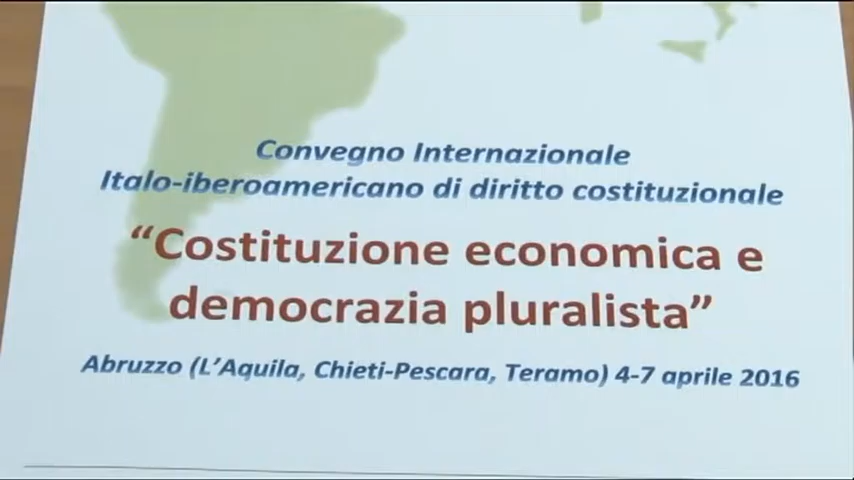 Convegno Internazionale
Italo-iberoamericano di diritto costituzionale
“Costituzione economica e
democrazia pluralista”
Abruzzo (L’Aquila, Chieti-Pescara, Teramo) 4-7 aprile 2016